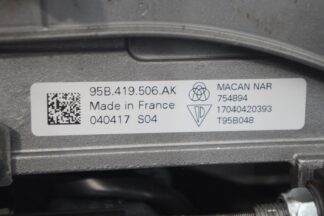 95B.419.506.AK
Made in France
040417 S04
MACAN NAR
754894
17040420393
T95B048